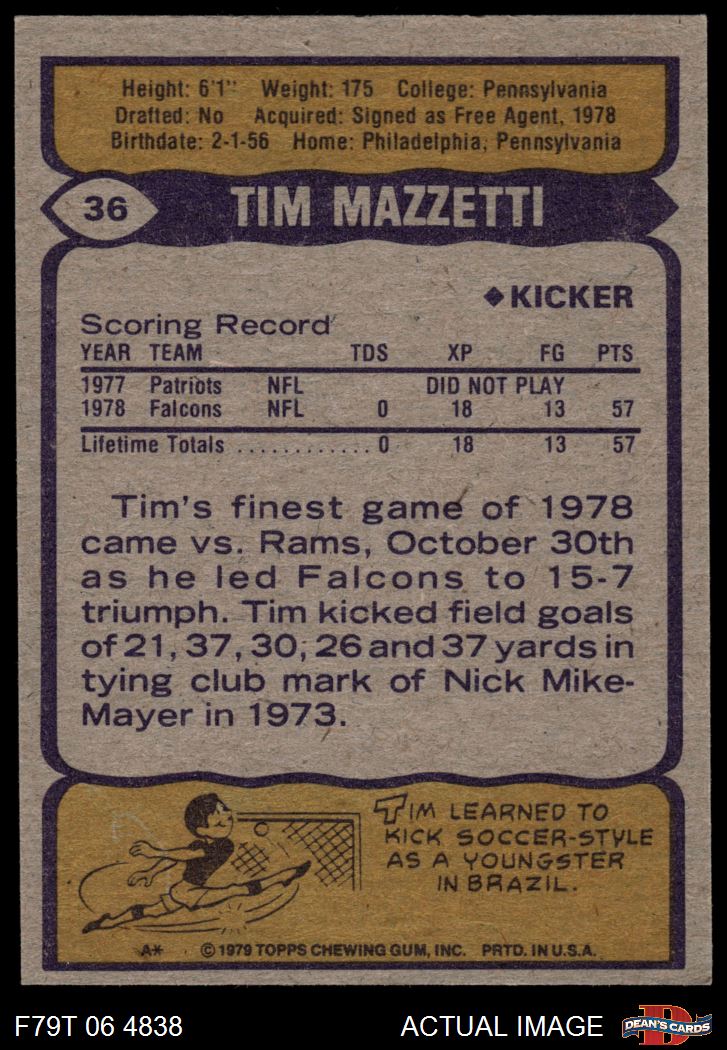 Height: 6'1" Weight: 175 College: Pennsylvania
Drafted: No Acquired: Signed as Free Agent, 1978
Birthdate: 2-1-56 Home: Philadelphia, Pennsylvania
36 TIM MAZZETTI
◆KICKER
Scoring Record
YEAR TEAM TDS XP FG PTS
1977 Patriots NFL DID NOT PLAY
1978 Falcons NFL 0 18 13 57
Lifetime Totals ............ 0 18 13 57
Tim's finest game of 1978
came vs. Rams, October 30th
as he led Falcons to 15-7
triumph. Tim kicked field goals
of 21, 37, 30, 26 and 37 yards in
tying club mark of Nick Mike-
Mayer in 1973.
TIM LEARNED TO
KICK SOCCER-STYLE
AS A YOUNGSTER
IN BRAZIL.
A* © 1979 TOPPS CHEWING GUM, INC. PRTD. IN U.S.A.
F79T 06 4838 ACTUAL IMAGE D DEAN'S CARDS